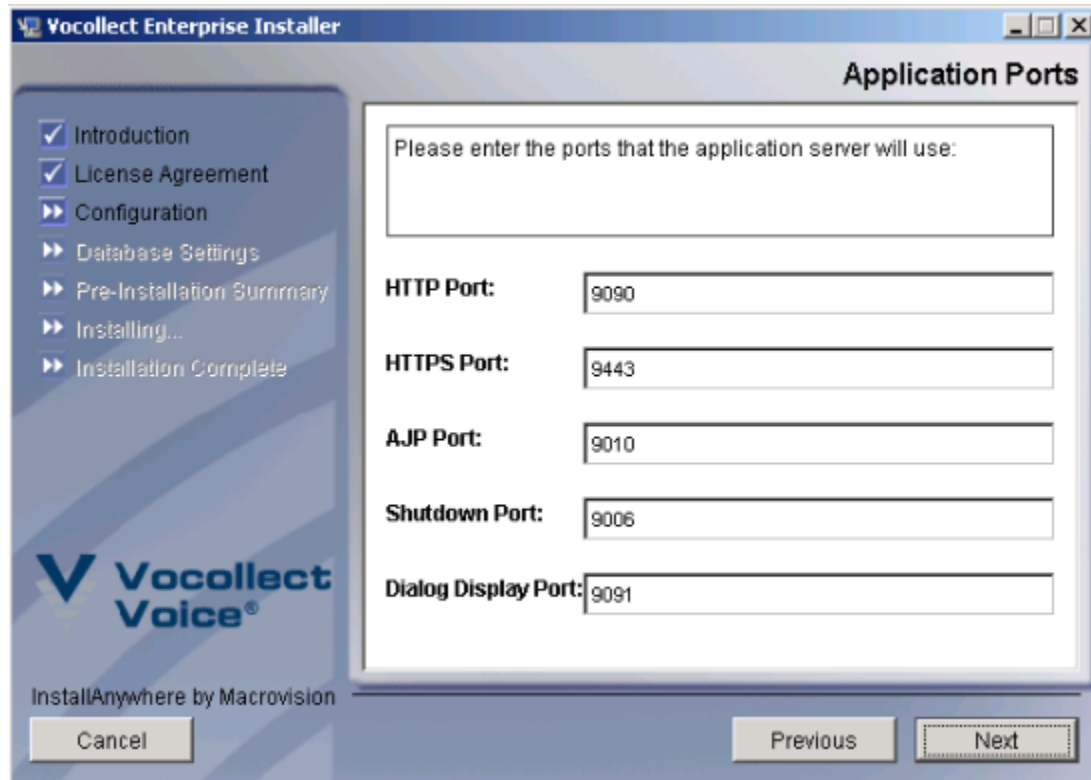 Vocollect Enterprise Installer
Application Ports
Introduction
License Agreement
Configuration
Database Settings
Pre-Installation Summary
Installing...
Installation Complete
Please enter the ports that the application server will use:
HTTP Port: 9090
HTTPS Port: 9443
AJP Port: 9010
Shutdown Port: 9006
Dialog Display Port: 9091
Vocollect
Voice®
InstallAnywhere by Macrovision
Cancel
Previous
Next